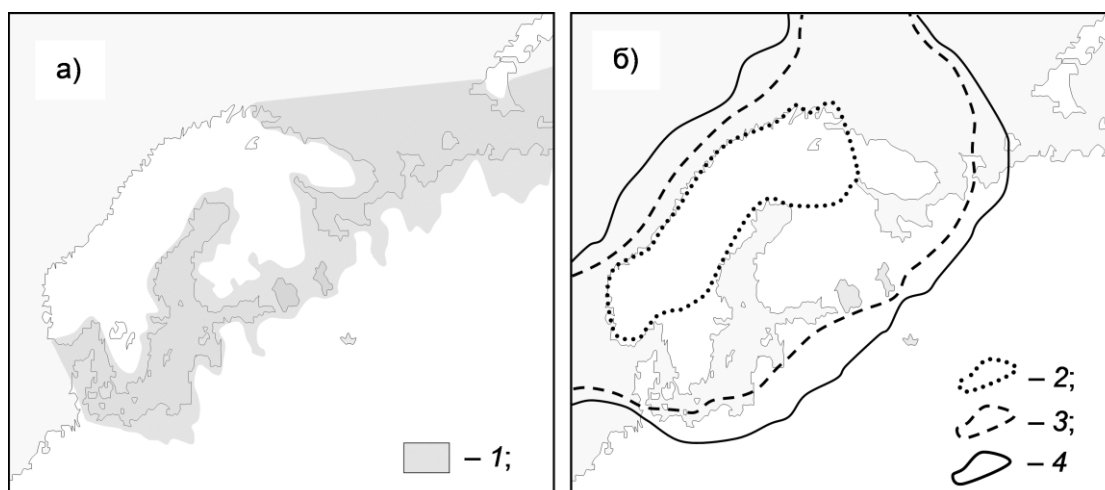 а)
– 1;
б)
– 2;
– 3;
– 4